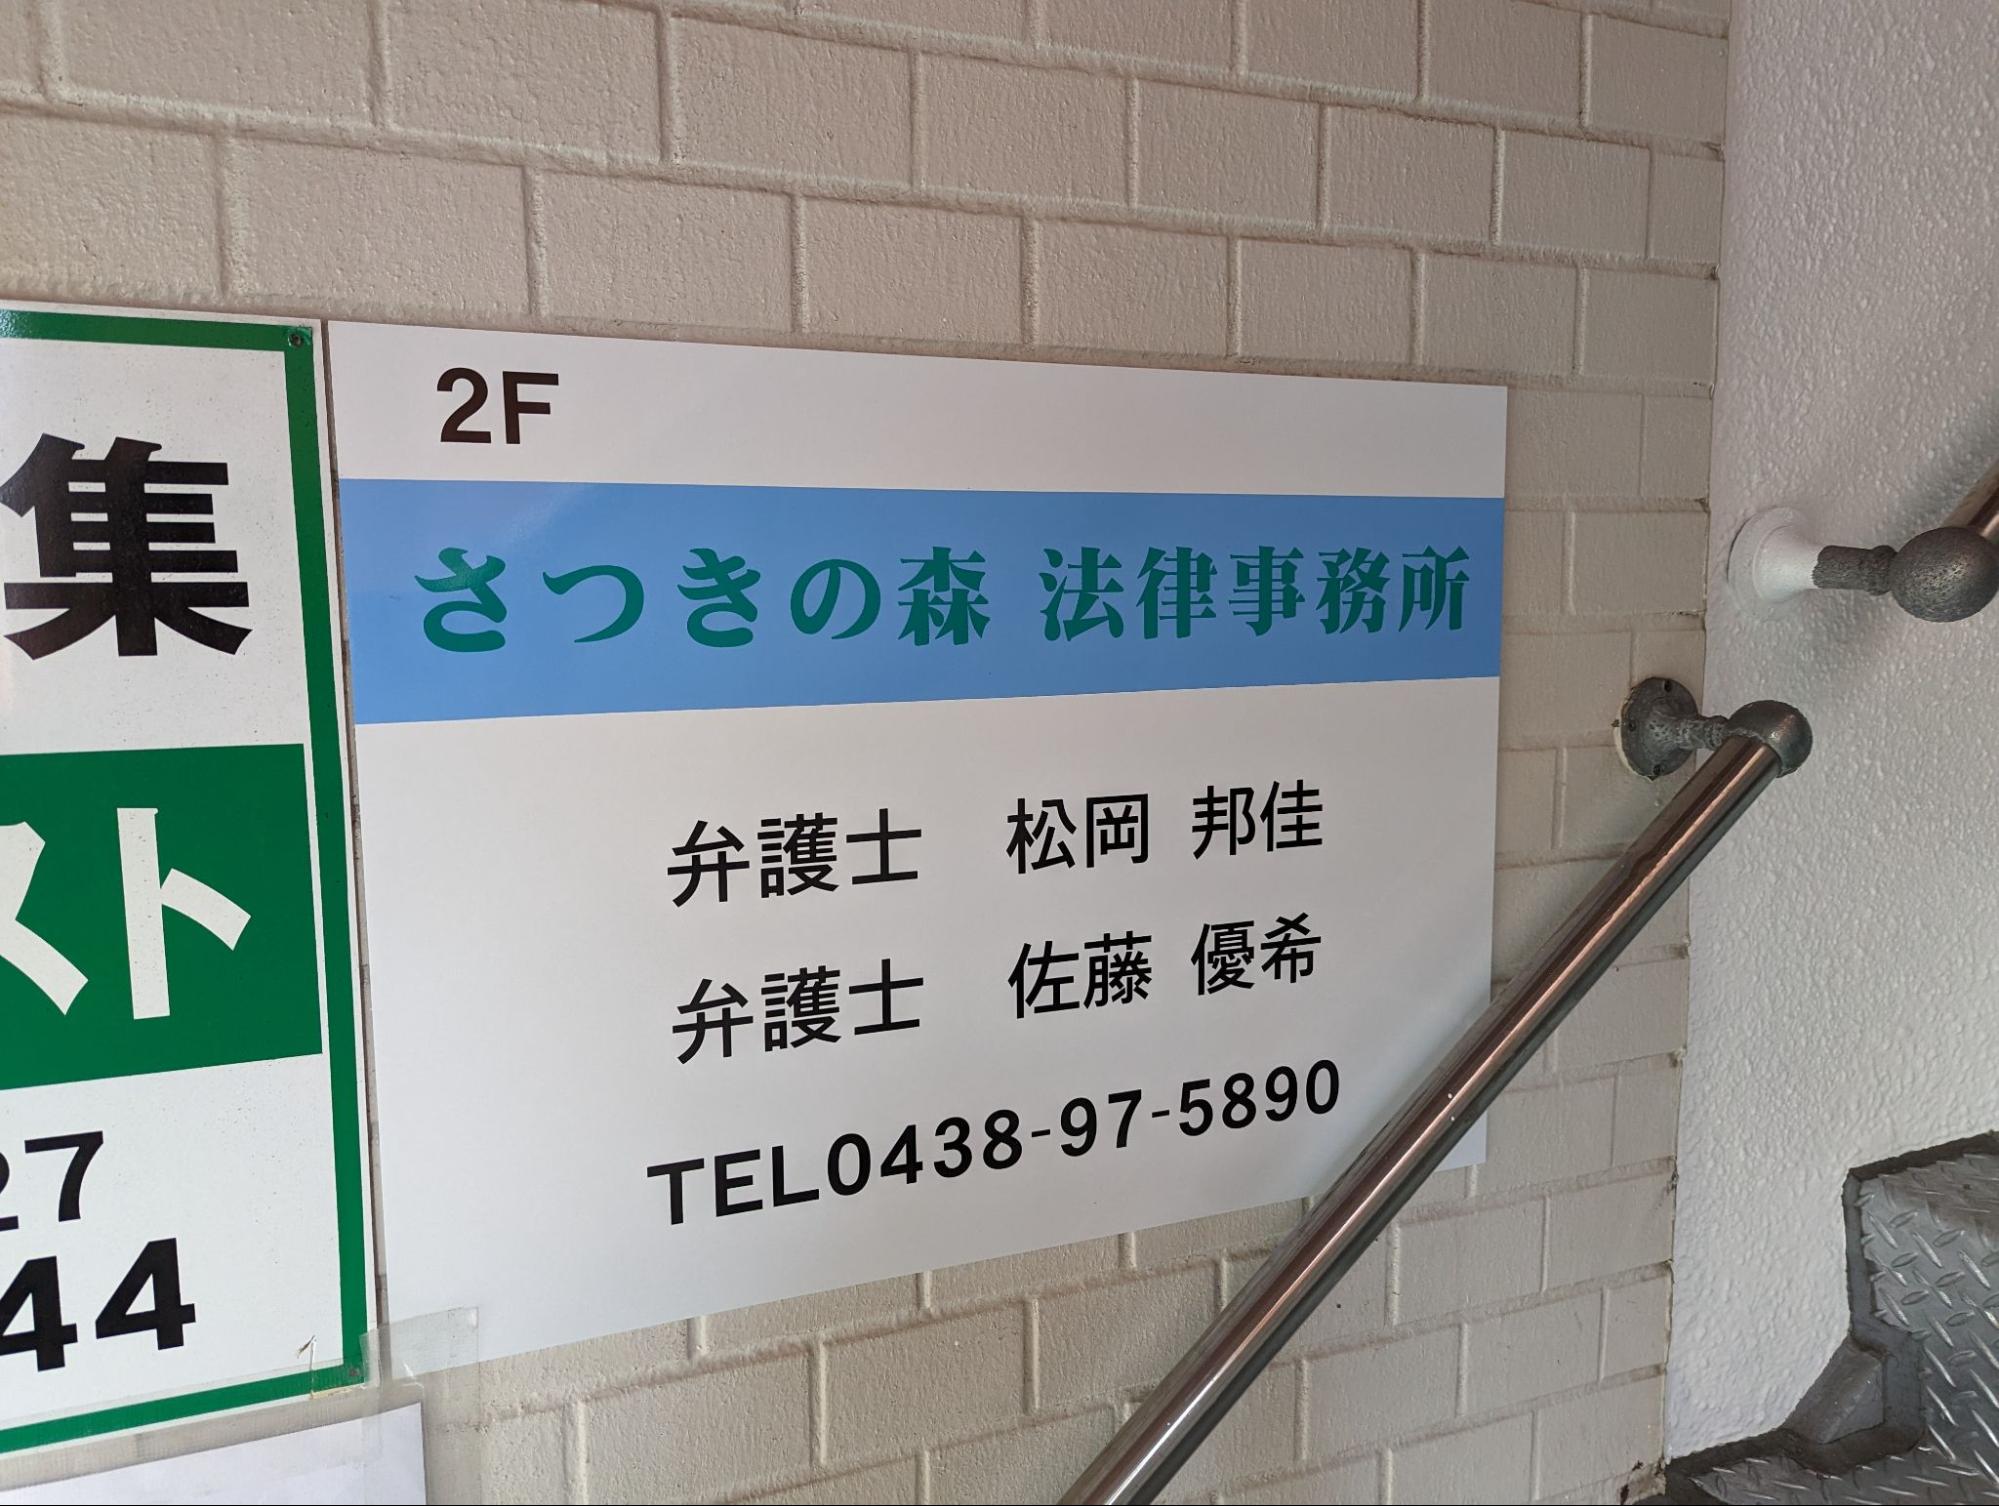 集
スト
27
44
2F
さつきの森 法律事務所
弁護士 松岡 邦佳
弁護士 佐藤 優希
TEL0438-97-5890